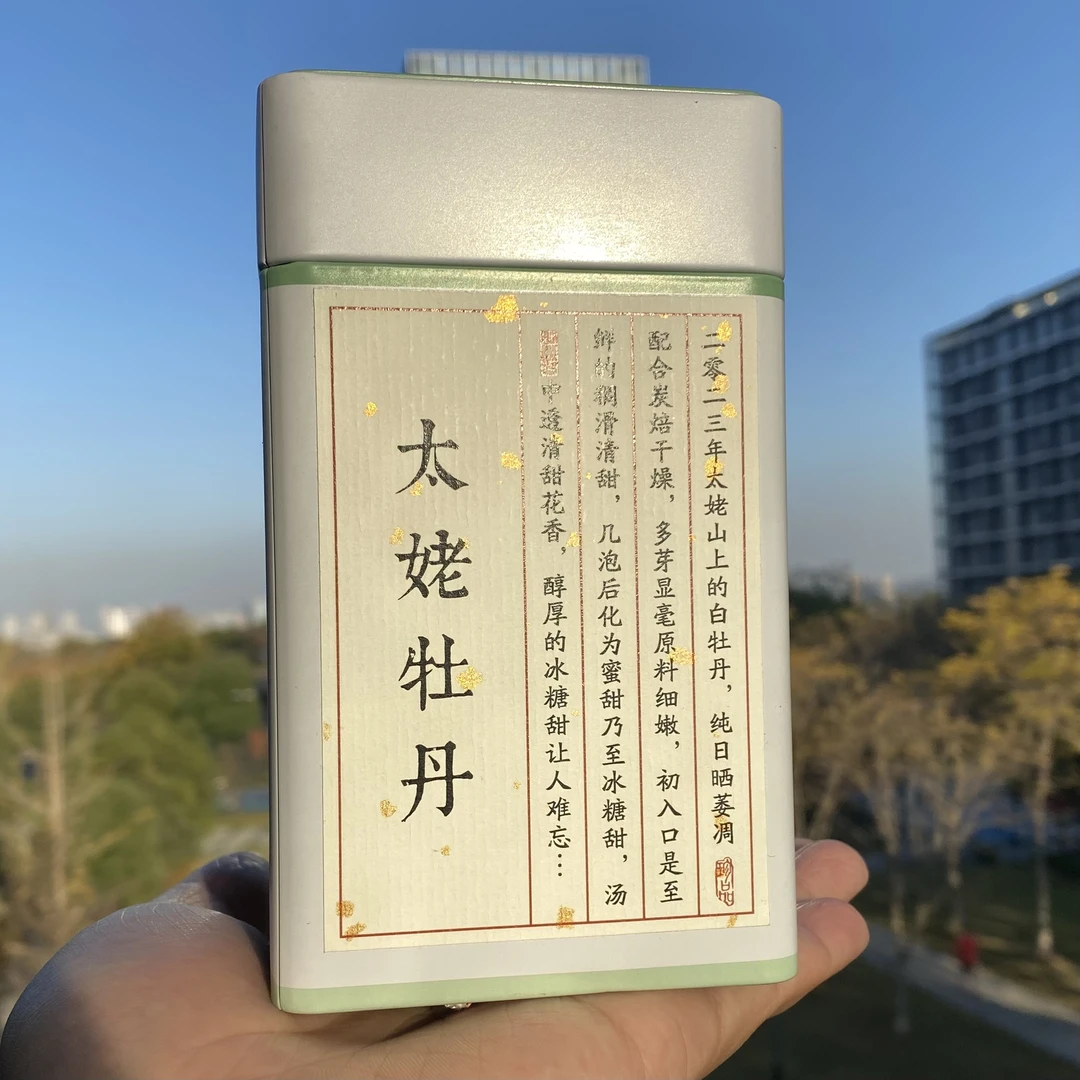 二零二三年太姥山上的白牡丹，纯日晒萎凋
珍品
配合炭焙干燥，多芽显毫原料细嫩，初入口是至
鲜的稠滑清甜，几泡后化为蜜甜乃至冰糖甜，汤
中透清甜花香，醇厚的冰糖甜让人难忘…
太姥牡丹